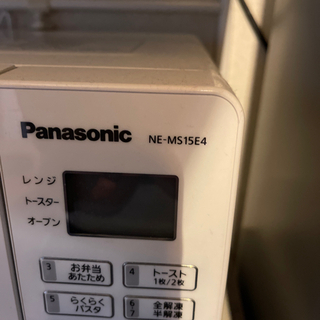 Panasonic NE-MS15E4
レンジ
トースター
オーブン
3 お弁当 あたため
4 トースト 1枚/2枚
5 らくらく パスタ
6 全解凍
7 半解凍